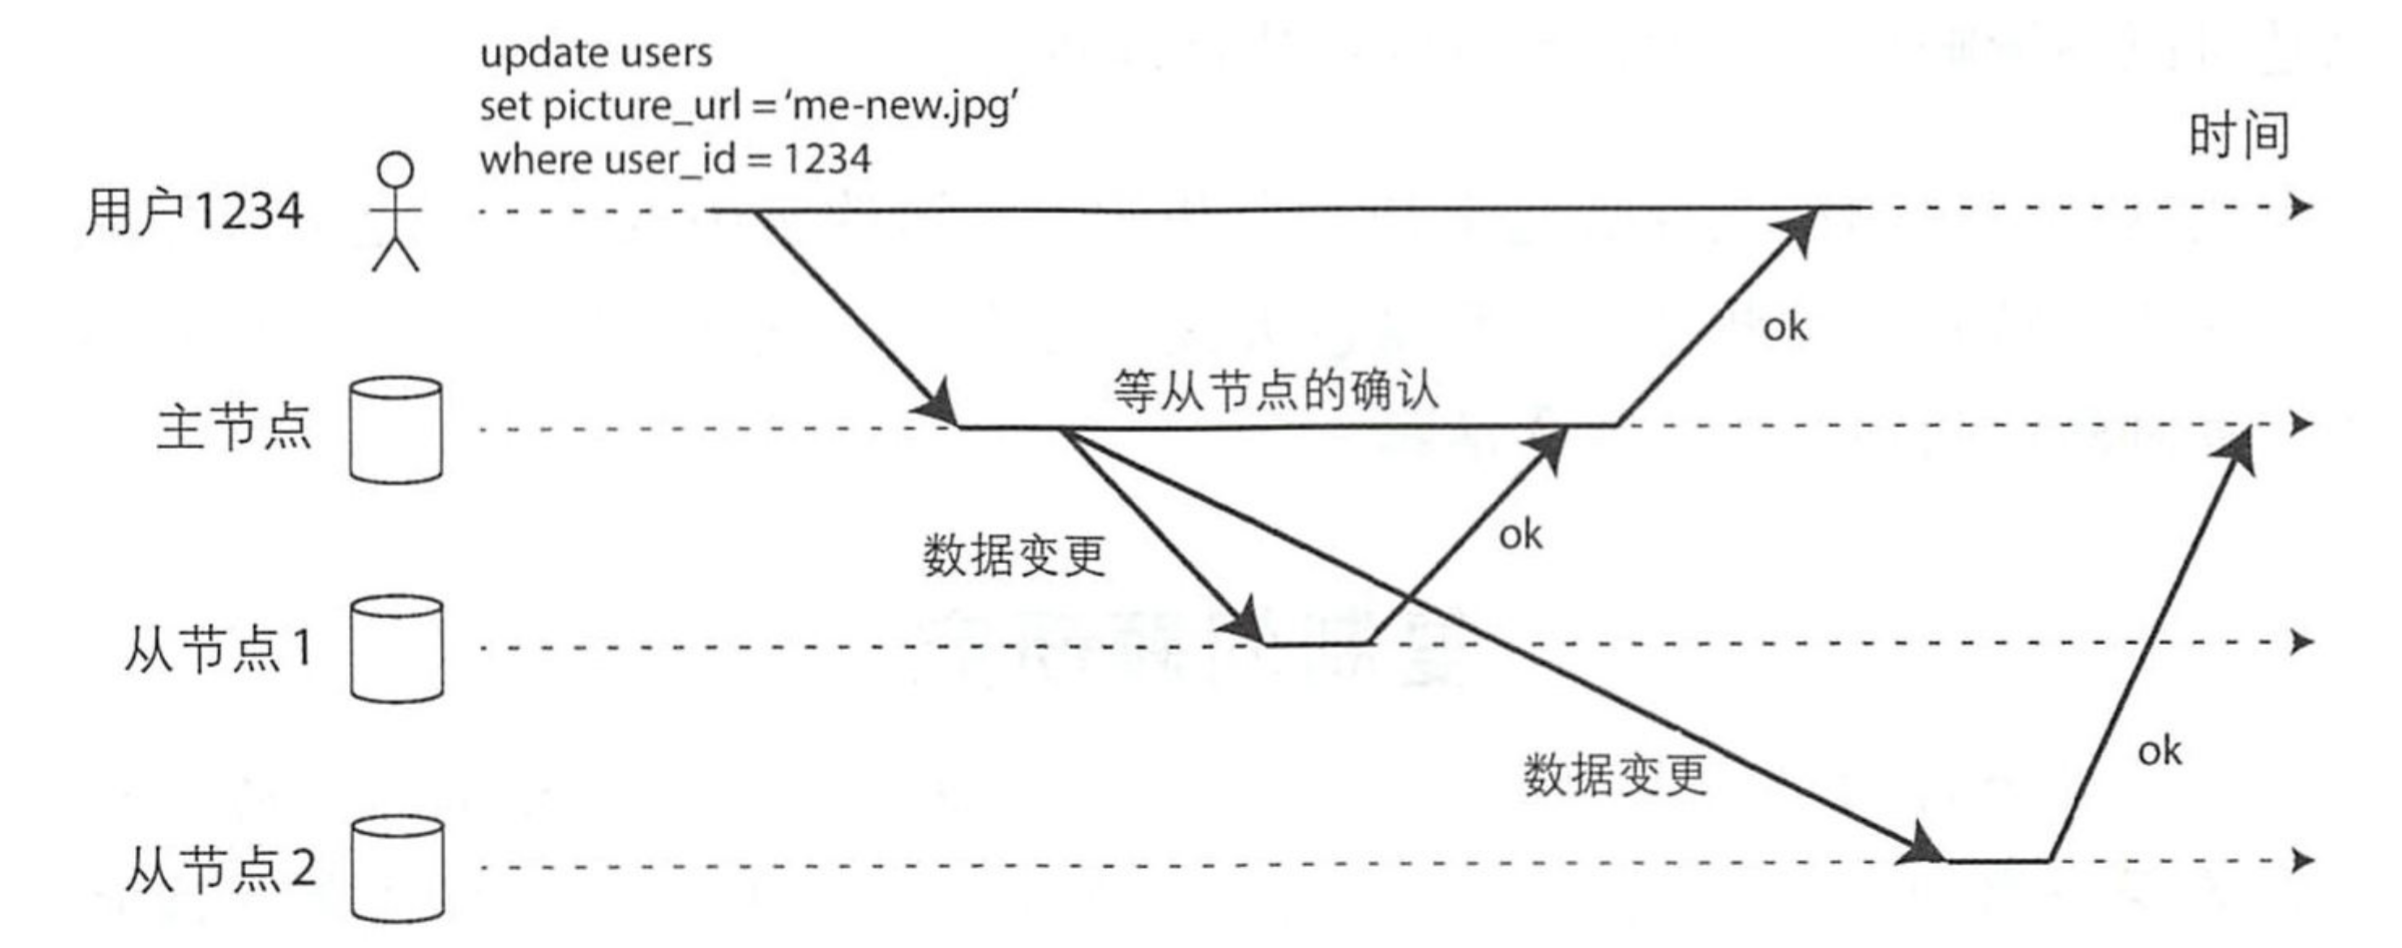 update users
set picture_url = ‘me-new.jpg’
where user_id = 1234
时间
用户1234
ok
等从节点的确认
主节点
数据变更
ok
从节点1
数据变更
ok
从节点2